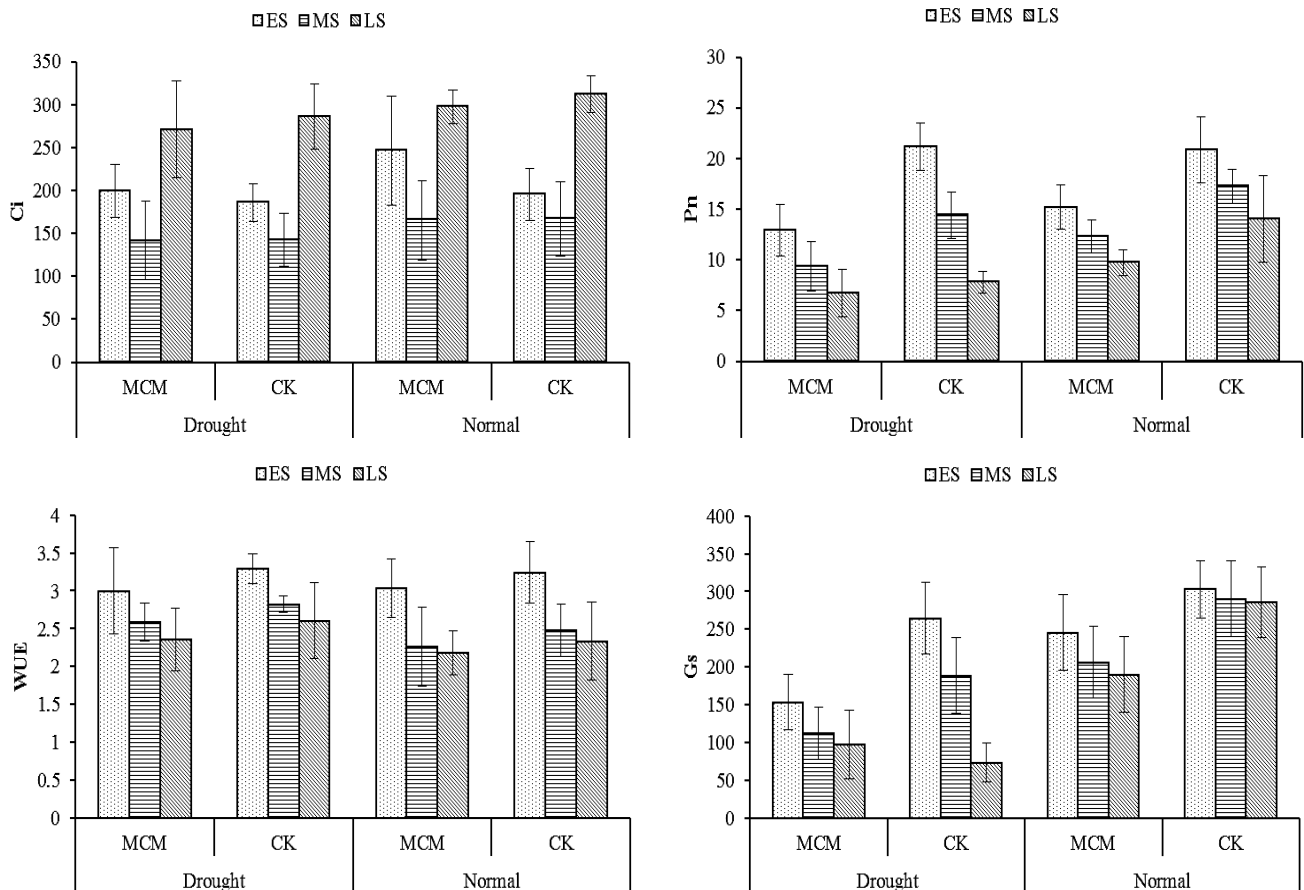 ES MS LS
350
300
250
200
150
100
50
0
Ci
MCM CK MCM CK
Drought Normal
ES MS LS
30
25
20
15
10
5
0
Pn
MCM CK MCM CK
Drought Normal
ES MS LS
4
3.5
3
2.5
2
1.5
1
0.5
0
WUE
MCM CK MCM CK
Drought Normal
ES MS LS
400
350
300
250
200
150
100
50
0
Gs
MCM CK MCM CK
Drought Normal